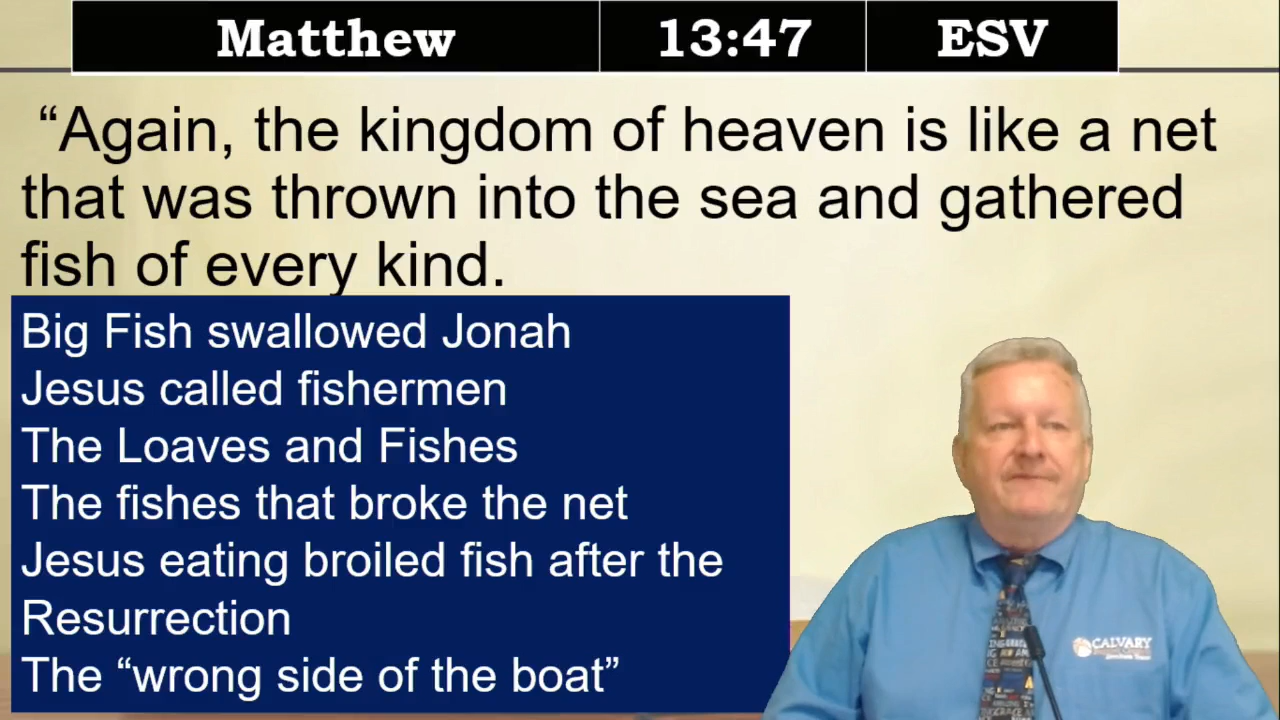 Matthew 13:47 ESV
“Again, the kingdom of heaven is like a net
that was thrown into the sea and gathered
fish of every kind.
Big Fish swallowed Jonah
Jesus called fishermen
The Loaves and Fishes
The fishes that broke the net
Jesus eating broiled fish after the
Resurrection
The “wrong side of the boat”
CALVARY